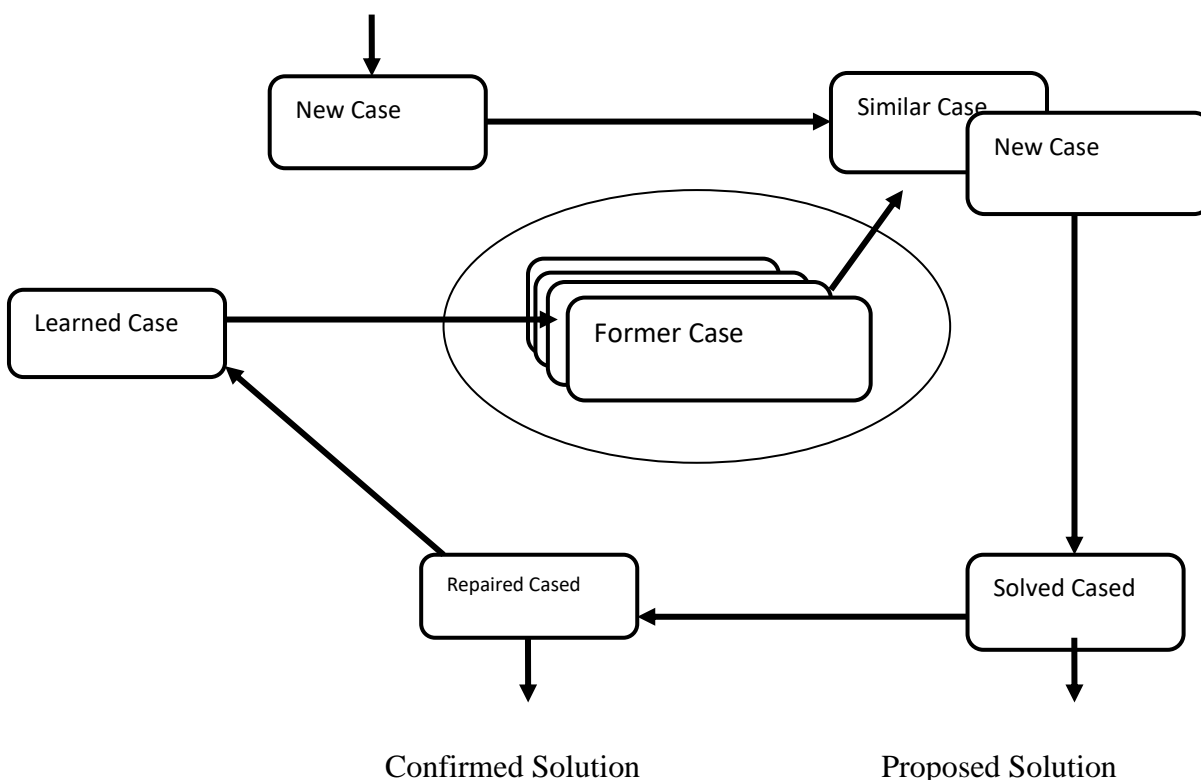 New Case
Similar Case
New Case
Learned Case
Former Case
Repaired Cased
Solved Cased
Confirmed Solution
Proposed Solution